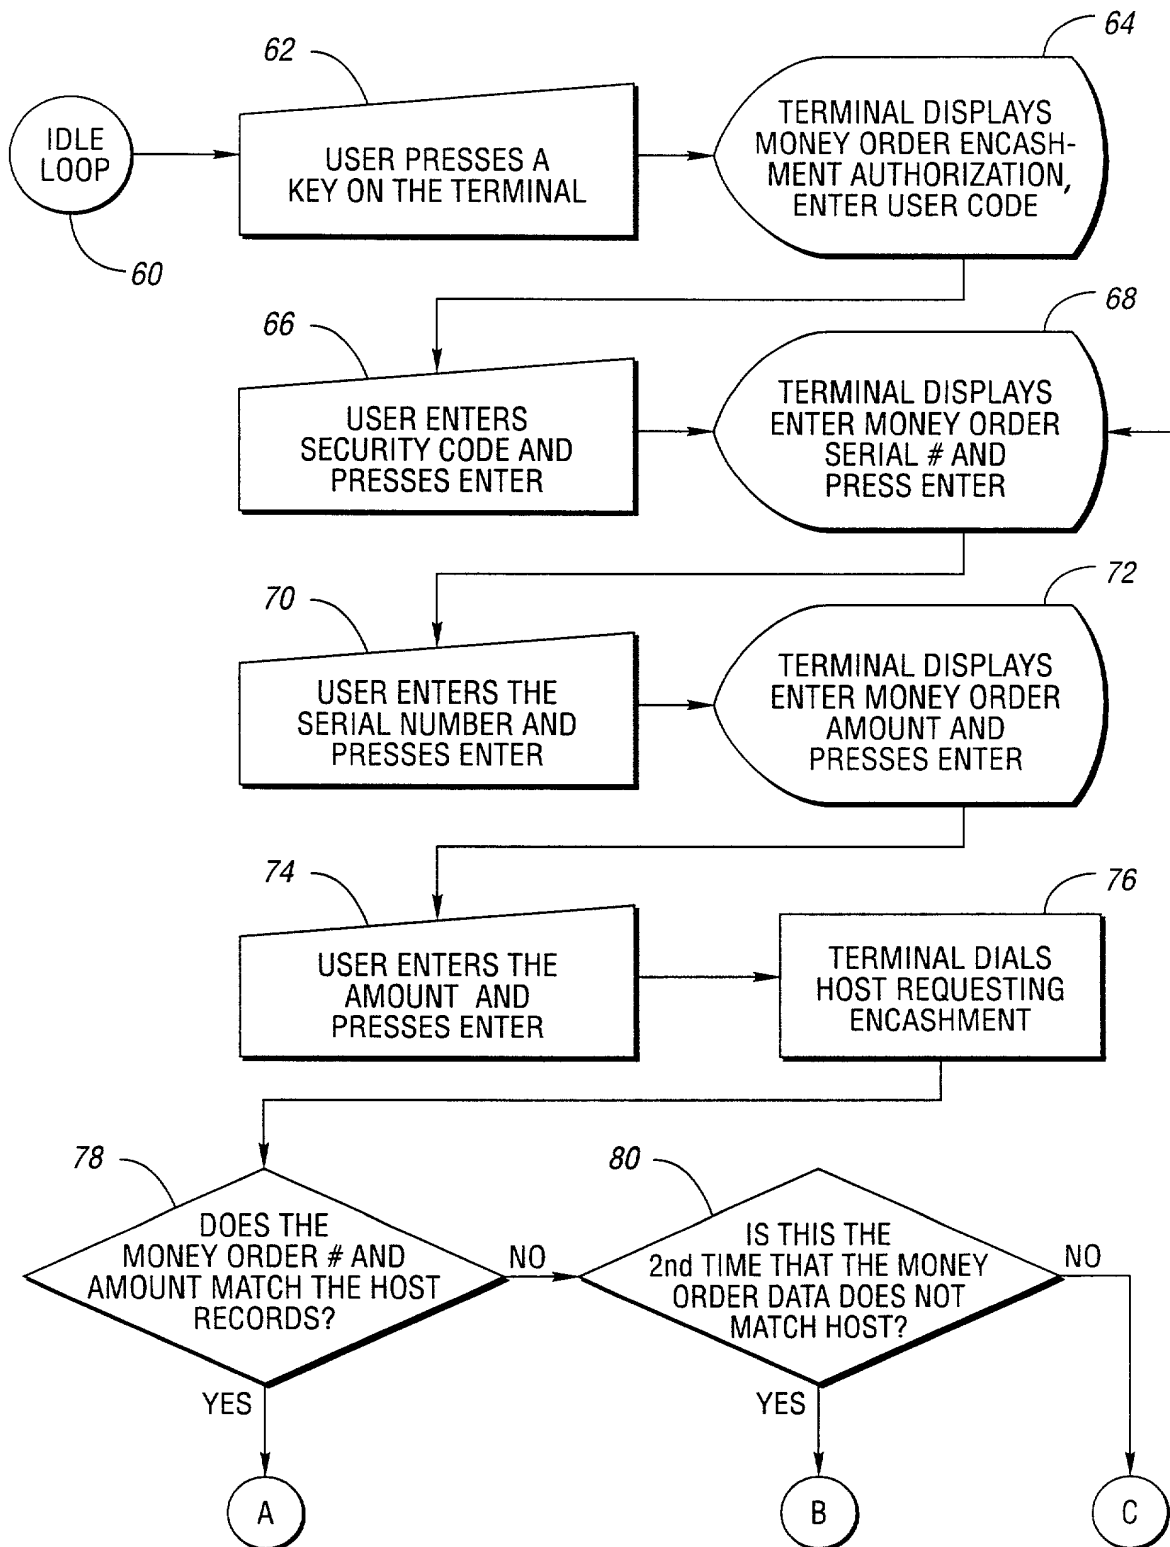 62
64
IDLE
LOOP
USER PRESSES A
KEY ON THE TERMINAL
TERMINAL DISPLAYS
MONEY ORDER ENCASH-
MENT AUTHORIZATION,
ENTER USER CODE
60
66
68
USER ENTERS
SECURITY CODE AND
PRESSES ENTER
TERMINAL DISPLAYS
ENTER MONEY ORDER
SERIAL # AND
PRESS ENTER
70
72
USER ENTERS THE
SERIAL NUMBER AND
PRESSES ENTER
TERMINAL DISPLAYS
ENTER MONEY ORDER
AMOUNT AND
PRESSES ENTER
74
76
USER ENTERS THE
AMOUNT AND
PRESSES ENTER
TERMINAL DIALS
HOST REQUESTING
ENCASHMENT
78
80
DOES THE
MONEY ORDER # AND
AMOUNT MATCH THE HOST
RECORDS?
NO
IS THIS THE
2nd TIME THAT THE MONEY
ORDER DATA DOES NOT
MATCH HOST?
NO
YES
YES
A
B
C